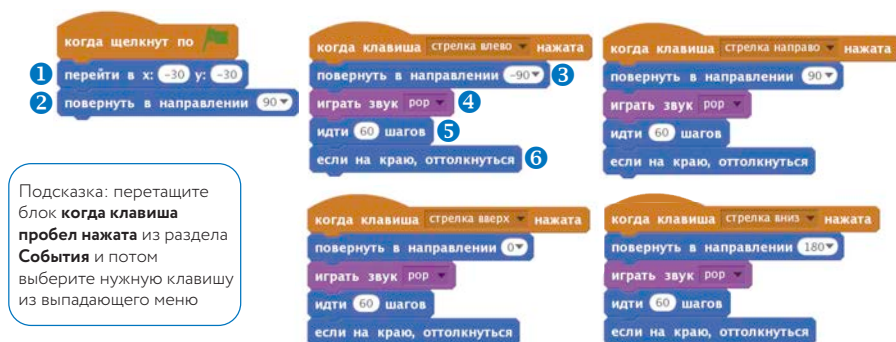 когда щелкнут по
1 перейти в x: -30 y: -30
2 повернуть в направлении 90
когда клавиша стрелка влево нажата
повернуть в направлении -90 3
играть звук pop 4
идти 60 шагов 5
если на краю, оттолкнуться 6
когда клавиша стрелка направо нажата
повернуть в направлении 90
играть звук pop
идти 60 шагов
если на краю, оттолкнуться
Подсказка: перетащите
блок когда клавиша
пробел нажата из раздела
События и потом
выберите нужную клавишу
из выпадающего меню
когда клавиша стрелка вверх нажата
повернуть в направлении 0
играть звук pop
идти 60 шагов
если на краю, оттолкнуться
когда клавиша стрелка вниз нажата
повернуть в направлении 180
играть звук pop
идти 60 шагов
если на краю, оттолкнуться